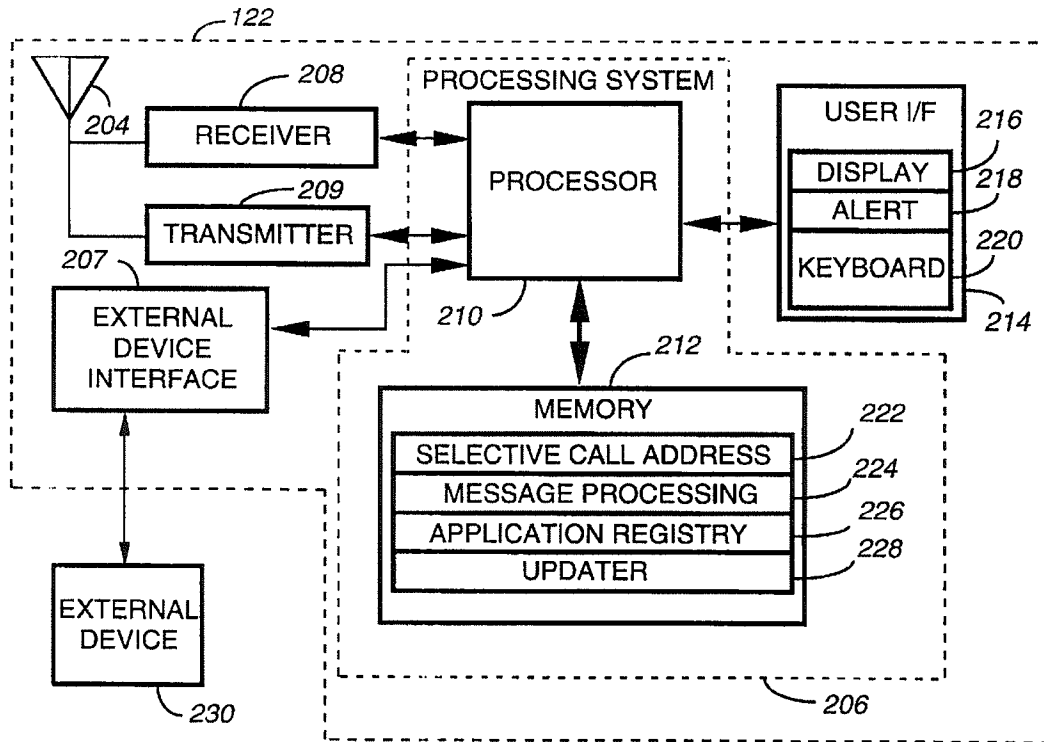 122
204
208
RECEIVER
209
TRANSMITTER
207
EXTERNAL
DEVICE
INTERFACE
EXTERNAL
DEVICE
230
PROCESSING SYSTEM
PROCESSOR
210
USER I/F
DISPLAY
216
ALERT
218
KEYBOARD
220
214
212
MEMORY
SELECTIVE CALL ADDRESS
222
MESSAGE PROCESSING
224
APPLICATION REGISTRY
226
UPDATER
228
206